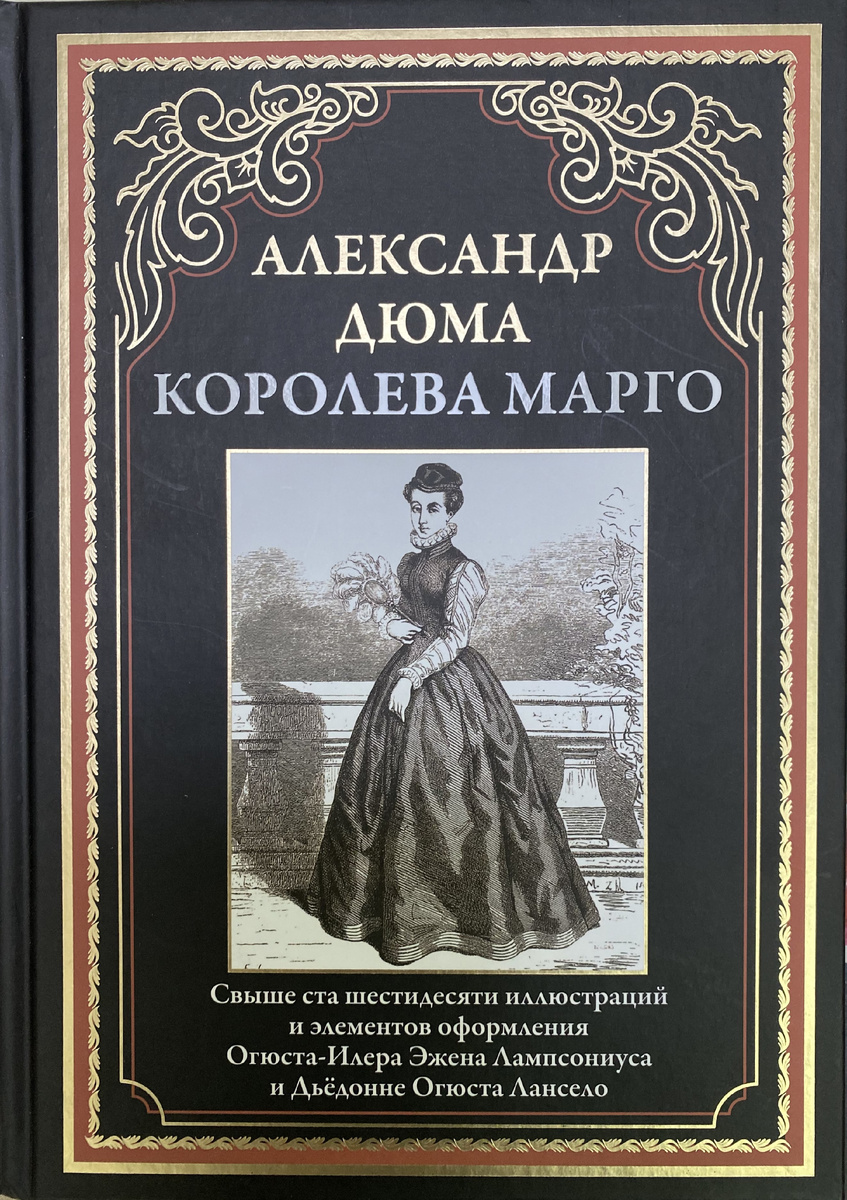 АЛЕКСАНДР
ДЮМА
КОРОЛЕВА МАРГО
Свыше ста шестидесяти иллюстраций
и элементов оформления
Огюста-Илера Эжена Лампсониуса
и Дьёдонне Огюста Лансело